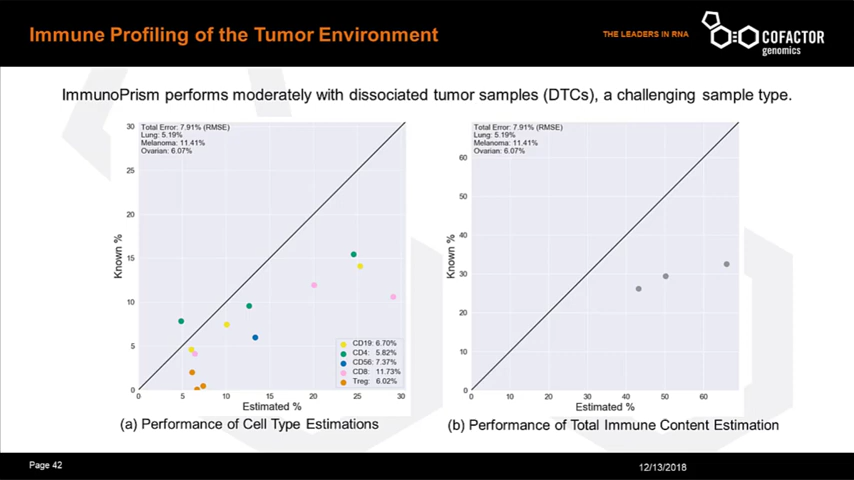 Immune Profiling of the Tumor Environment
THE LEADERS IN RNA
COFACTOR
genomics
ImmunoPrism performs moderately with dissociated tumor samples (DTCs), a challenging sample type.
Total Error: 7.91% (RMSE)
Lung: 5.19%
Melanoma: 11.41%
Ovarian: 6.07%
30
25
20
15
10
5
0
Known %
0 5 10 15 20 25 30
Estimated %
CD19: 6.70%
CD4: 5.82%
CD56: 7.37%
CD8: 11.73%
Treg: 6.02%
(a) Performance of Cell Type Estimations
Total Error: 7.91% (RMSE)
Lung: 5.19%
Melanoma: 11.41%
Ovarian: 6.07%
60
50
40
30
20
10
0
Known %
0 10 20 30 40 50 60
Estimated %
(b) Performance of Total Immune Content Estimation
Page 42
12/13/2018